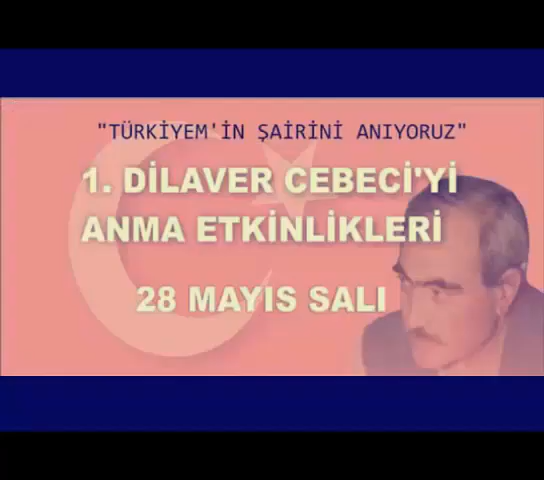 "TÜRKİYEM'İN ŞAİRİNİ ANIYORUZ"
1. DİLAVER CEBECİ'Yİ
ANMA ETKİNLİKLERİ
28 MAYIS SALI